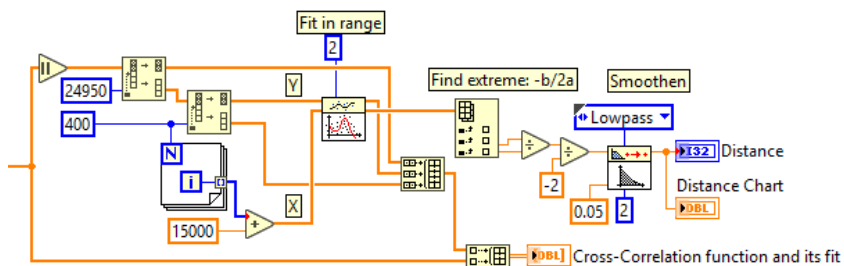 Fit in range
2
||
24950
Y
Find extreme: -b/2a
Smoothen
400
Lowpass
N
i
÷
÷
I32
Distance
-2
Distance Chart
X
15000
+
0.05
2
DBL
DBL]
Cross-Correlation function and its fit